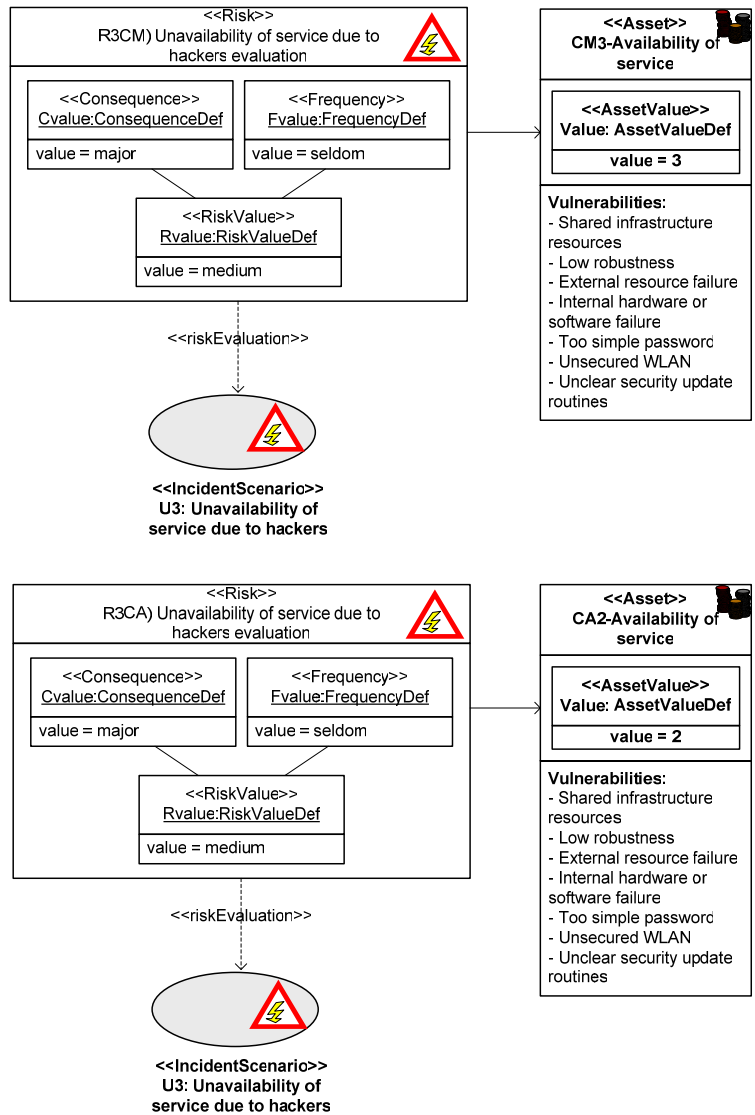 <<Risk>>
R3CM) Unavailability of service due to
hackers evaluation
<<Consequence>>
Cvalue:ConsequenceDef
value = major
<<Frequency>>
Fvalue:FrequencyDef
value = seldom
<<RiskValue>>
Rvalue:RiskValueDef
value = medium
<<riskEvaluation>>
<<IncidentScenario>>
U3: Unavailability of
service due to hackers
<<Asset>>
CM3-Availability of
service
<<AssetValue>>
Value: AssetValueDef
value = 3
Vulnerabilities:
- Shared infrastructure
resources
- Low robustness
- External resource failure
- Internal hardware or
software failure
- Too simple password
- Unsecured WLAN
- Unclear security update
routines
<<Risk>>
R3CA) Unavailability of service due to
hackers evaluation
<<Consequence>>
Cvalue:ConsequenceDef
value = major
<<Frequency>>
Fvalue:FrequencyDef
value = seldom
<<RiskValue>>
Rvalue:RiskValueDef
value = medium
<<riskEvaluation>>
<<IncidentScenario>>
U3: Unavailability of
service due to hackers
<<Asset>>
CA2-Availability of
service
<<AssetValue>>
Value: AssetValueDef
value = 2
Vulnerabilities:
- Shared infrastructure
resources
- Low robustness
- External resource failure
- Internal hardware or
software failure
- Too simple password
- Unsecured WLAN
- Unclear security update
routines